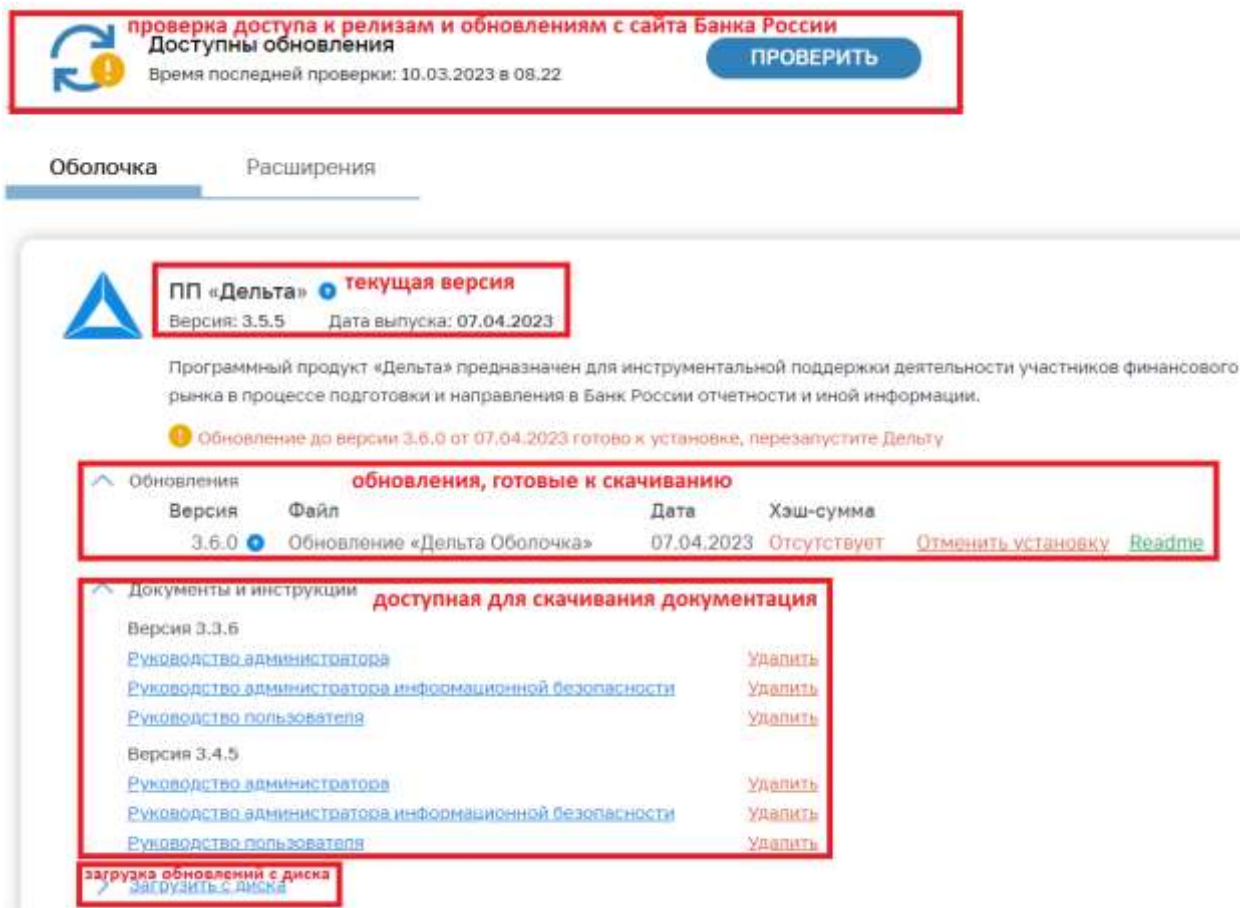 проверка доступа к релизам и обновлениям с сайта Банка России
Доступны обновления
Время последней проверки: 10.03.2023 в 08.22
ПРОВЕРИТЬ
Оболочка Расширения
ПП «Дельта» текущая версия
Версия: 3.5.5 Дата выпуска: 07.04.2023
Программный продукт «Дельта» предназначен для инструментальной поддержки деятельности участников финансового
рынка в процессе подготовки и направления в Банк России отчетности и иной информации.
Обновление до версии 3.6.0 от 07.04.2023 готово к установке, перезапустите Дельту
Обновления обновления, готовые к скачиванию
Версия Файл Дата Хэш-сумма
3.6.0 Обновление «Дельта Оболочка» 07.04.2023 Отсутствует Отменить установку Readme
Документы и инструкции доступная для скачивания документация
Версия 3.3.6
Руководство администратора Удалить
Руководство администратора информационной безопасности Удалить
Руководство пользователя Удалить
Версия 3.4.5
Руководство администратора Удалить
Руководство администратора информационной безопасности Удалить
Руководство пользователя Удалить
загрузка обновлений с диска
Загрузить с диска